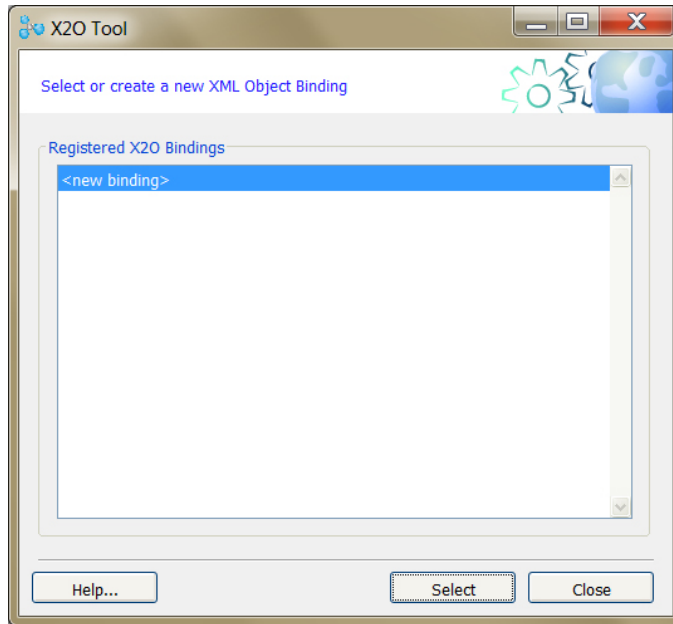 X2O Tool
Select or create a new XML Object Binding
Registered X2O Bindings
<new binding>
Help...
Select
Close